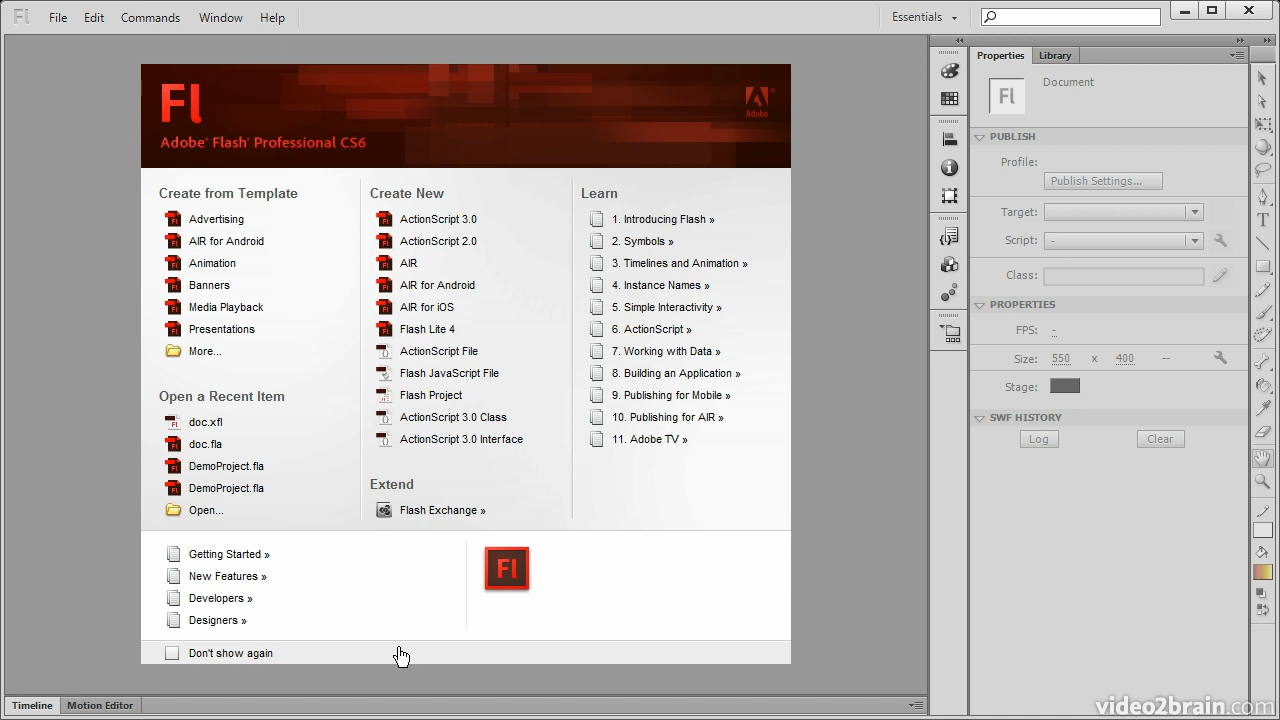 Fl File Edit Commands Window Help Essentials
Fl
Adobe
Adobe® Flash® Professional CS6
Create from Template
Advertising
AIR for Android
Animation
Banners
Media Playback
Presentations
More...
Open a Recent Item
doc.xfl
doc.fla
DemoProject.fla
DemoProject.fla
Open...
Create New
ActionScript 3.0
ActionScript 2.0
AIR
AIR for Android
AIR for iOS
Flash Lite 4
ActionScript File
Flash JavaScript File
Flash Project
ActionScript 3.0 Class
ActionScript 3.0 Interface
Extend
Flash Exchange »
Learn
1. Introducing Flash »
2. Symbols »
3. Timelines and Animation »
4. Instance Names »
5. Simple Interactivity »
6. ActionScript »
7. Working with Data »
8. Building an Application »
9. Publishing for Mobile »
10. Publishing for AIR »
11. Adobe TV »
Getting Started »
New Features »
Developers »
Designers »
Fl
Don't show again
Timeline Motion Editor
Properties Library
Fl Document
PUBLISH
Profile:
Publish Settings...
Target:
Script: -
Class:
PROPERTIES
FPS: -
Size: 550 x 400 --
Stage:
SWF HISTORY
Log Clear
video2brain.com